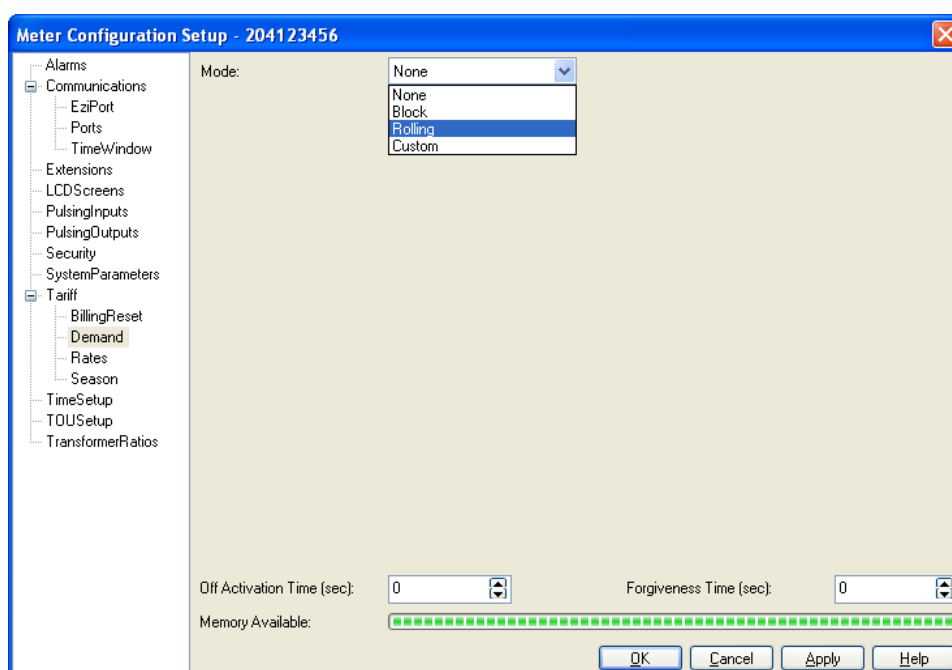 Meter Configuration Setup - 204123456
Alarms
Communications
EziPort
Ports
TimeWindow
Extensions
LCDScreens
PulsingInputs
PulsingOutputs
Security
SystemParameters
Tariff
BillingReset
Demand
Rates
Season
TimeSetup
TOUSetup
TransformerRatios
Mode: None
None
Block
Rolling
Custom
Off Activation Time (sec): 0 Forgiveness Time (sec): 0
Memory Available:
OK Cancel Apply Help